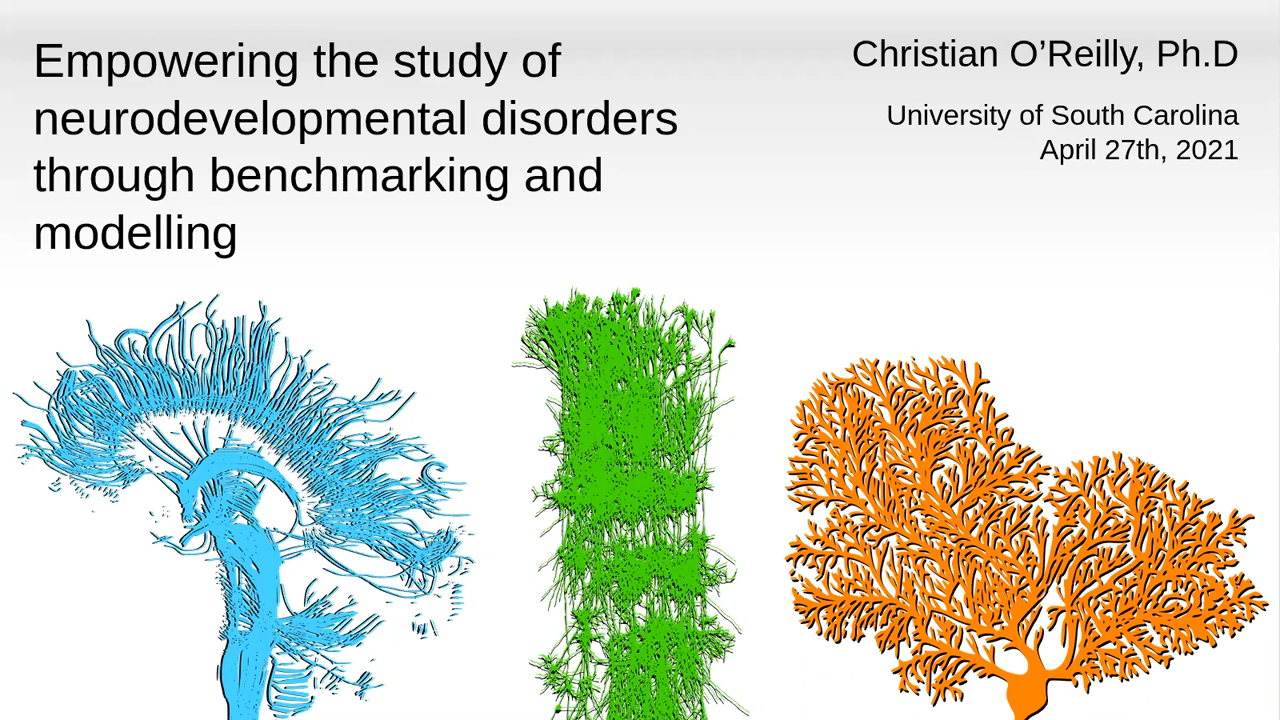 Empowering the study of
neurodevelopmental disorders
through benchmarking and
modelling
Christian O’Reilly, Ph.D
University of South Carolina
April 27th, 2021